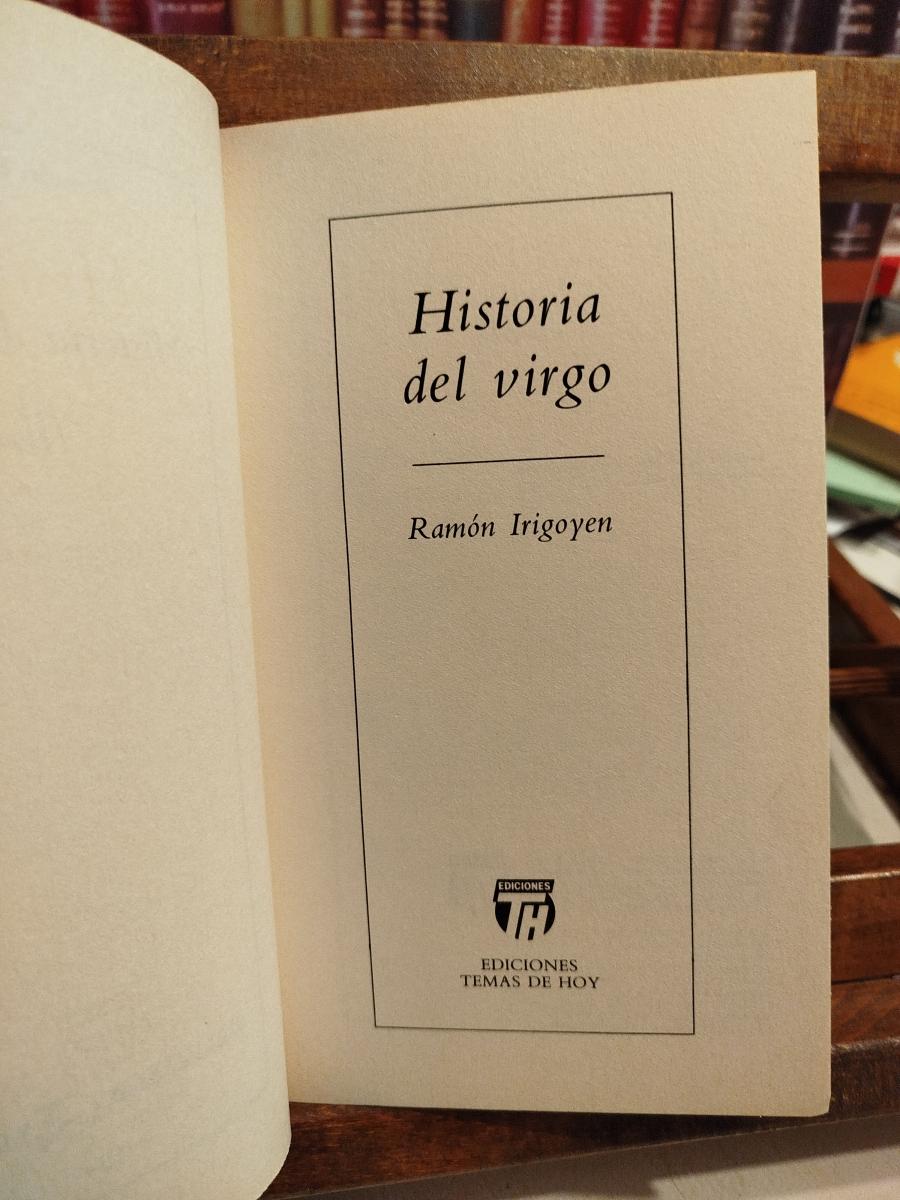 Historia
del virgo
Ramón Irigoyen
EDICIONES
TH
EDICIONES
TEMAS DE HOY